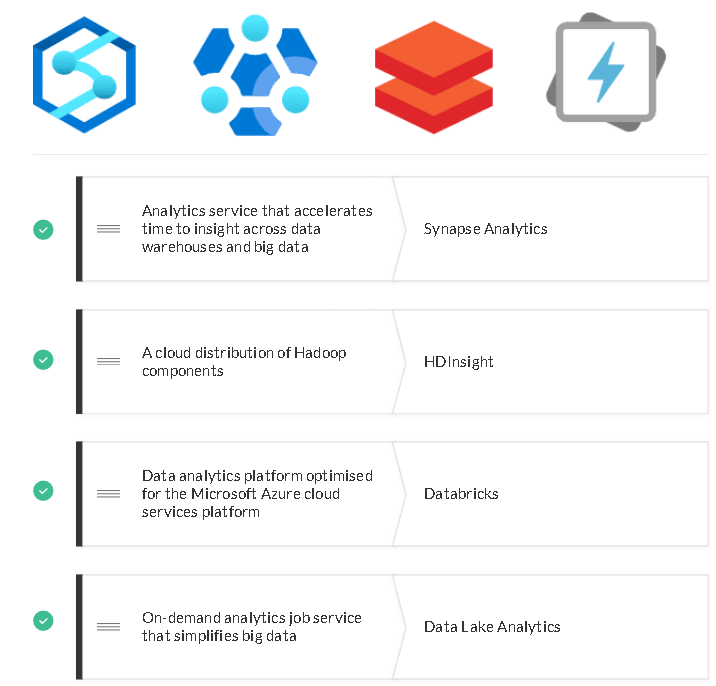 Analytics service that accelerates
time to insight across data
warehouses and big data
Synapse Analytics
A cloud distribution of Hadoop
components
HDInsight
Data analytics platform optimised
for the Microsoft Azure cloud
services platform
Databricks
On-demand analytics job service
that simplifies big data
Data Lake Analytics